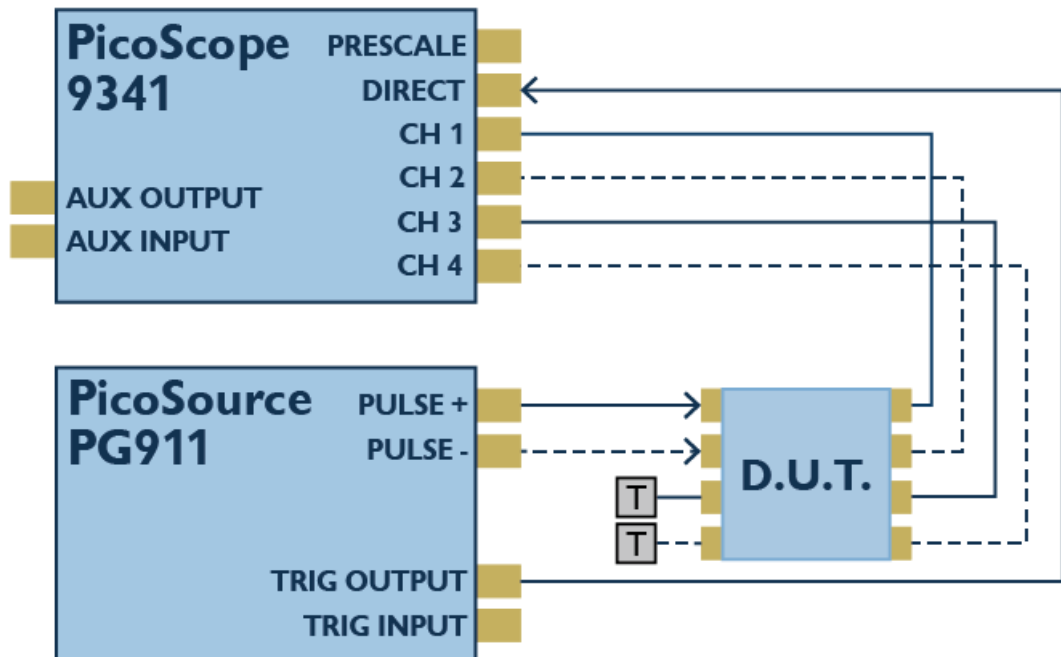 PicoScope
9341
PRESCALE
DIRECT
CH 1
CH 2
CH 3
CH 4
AUX OUTPUT
AUX INPUT
PicoSource
PG911
PULSE +
PULSE -
TRIG OUTPUT
TRIG INPUT
T
T
D.U.T.